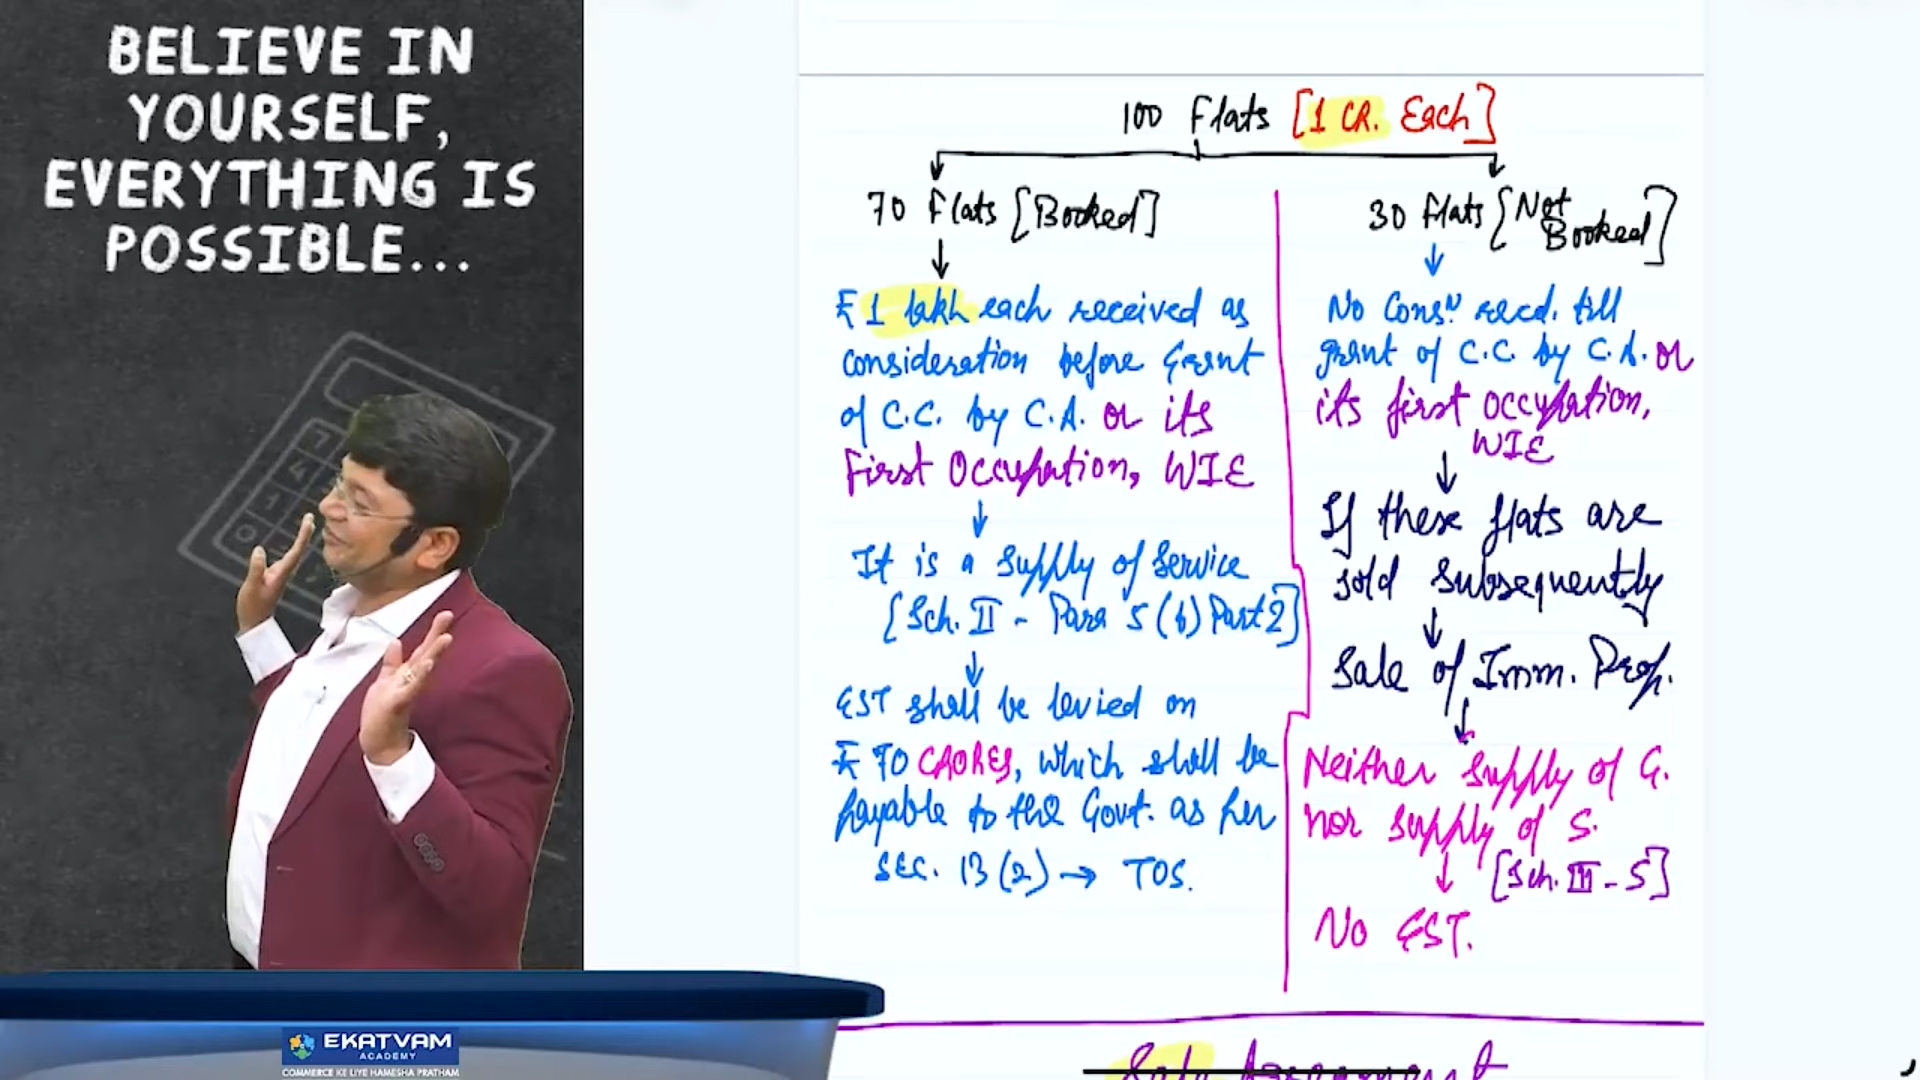 BELIEVE IN
YOURSELF,
EVERYTHING IS
POSSIBLE...
100 Flats [1 CR. Each]
70 Flats [Booked]
₹ 1 lakh each received as
consideration before Grant
of C.C. by C.A. or its
First Occupation, WIE
It is a supply of service
[Sch. II - Para 5 (b) Part 2]
GST shall be levied on
₹ 70 CRORES, which shall be
payable to the Govt. as per
SEC. 13 (2) → TOS.
30 flats [Not
Booked]
No Consⁿ. recd. till
grant of C.C. by C.A. or
its first occupation,
WIE
If these flats are
sold subsequently
Sale of Imm. Prop.
Neither supply of G.
nor supply of S.
[Sch. III - 5]
No GST.
EKATVAM
ACADEMY
COMMERCE KE LIYE HAMESHA PRATHAM